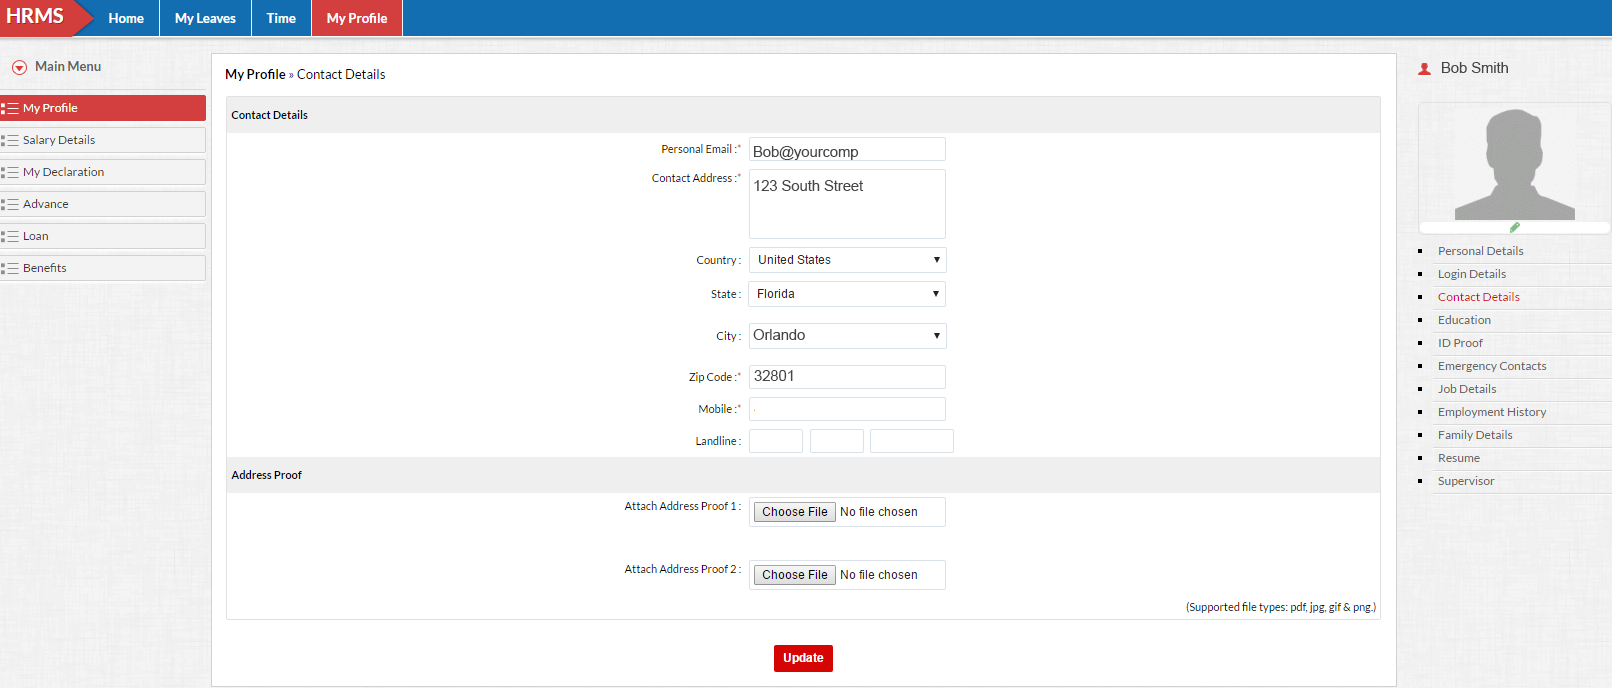 HRMS
Home
My Leaves
Time
My Profile
Main Menu
My Profile
Salary Details
My Declaration
Advance
Loan
Benefits
My Profile » Contact Details
Contact Details
Personal Email :* Bob@yourcomp
Contact Address :* 123 South Street
Country : United States
State : Florida
City : Orlando
Zip Code :* 32801
Mobile :*
Landline :
Address Proof
Attach Address Proof 1 : Choose File No file chosen
Attach Address Proof 2 : Choose File No file chosen
(Supported file types: pdf, jpg, gif & png.)
Update
Bob Smith
Personal Details
Login Details
Contact Details
Education
ID Proof
Emergency Contacts
Job Details
Employment History
Family Details
Resume
Supervisor